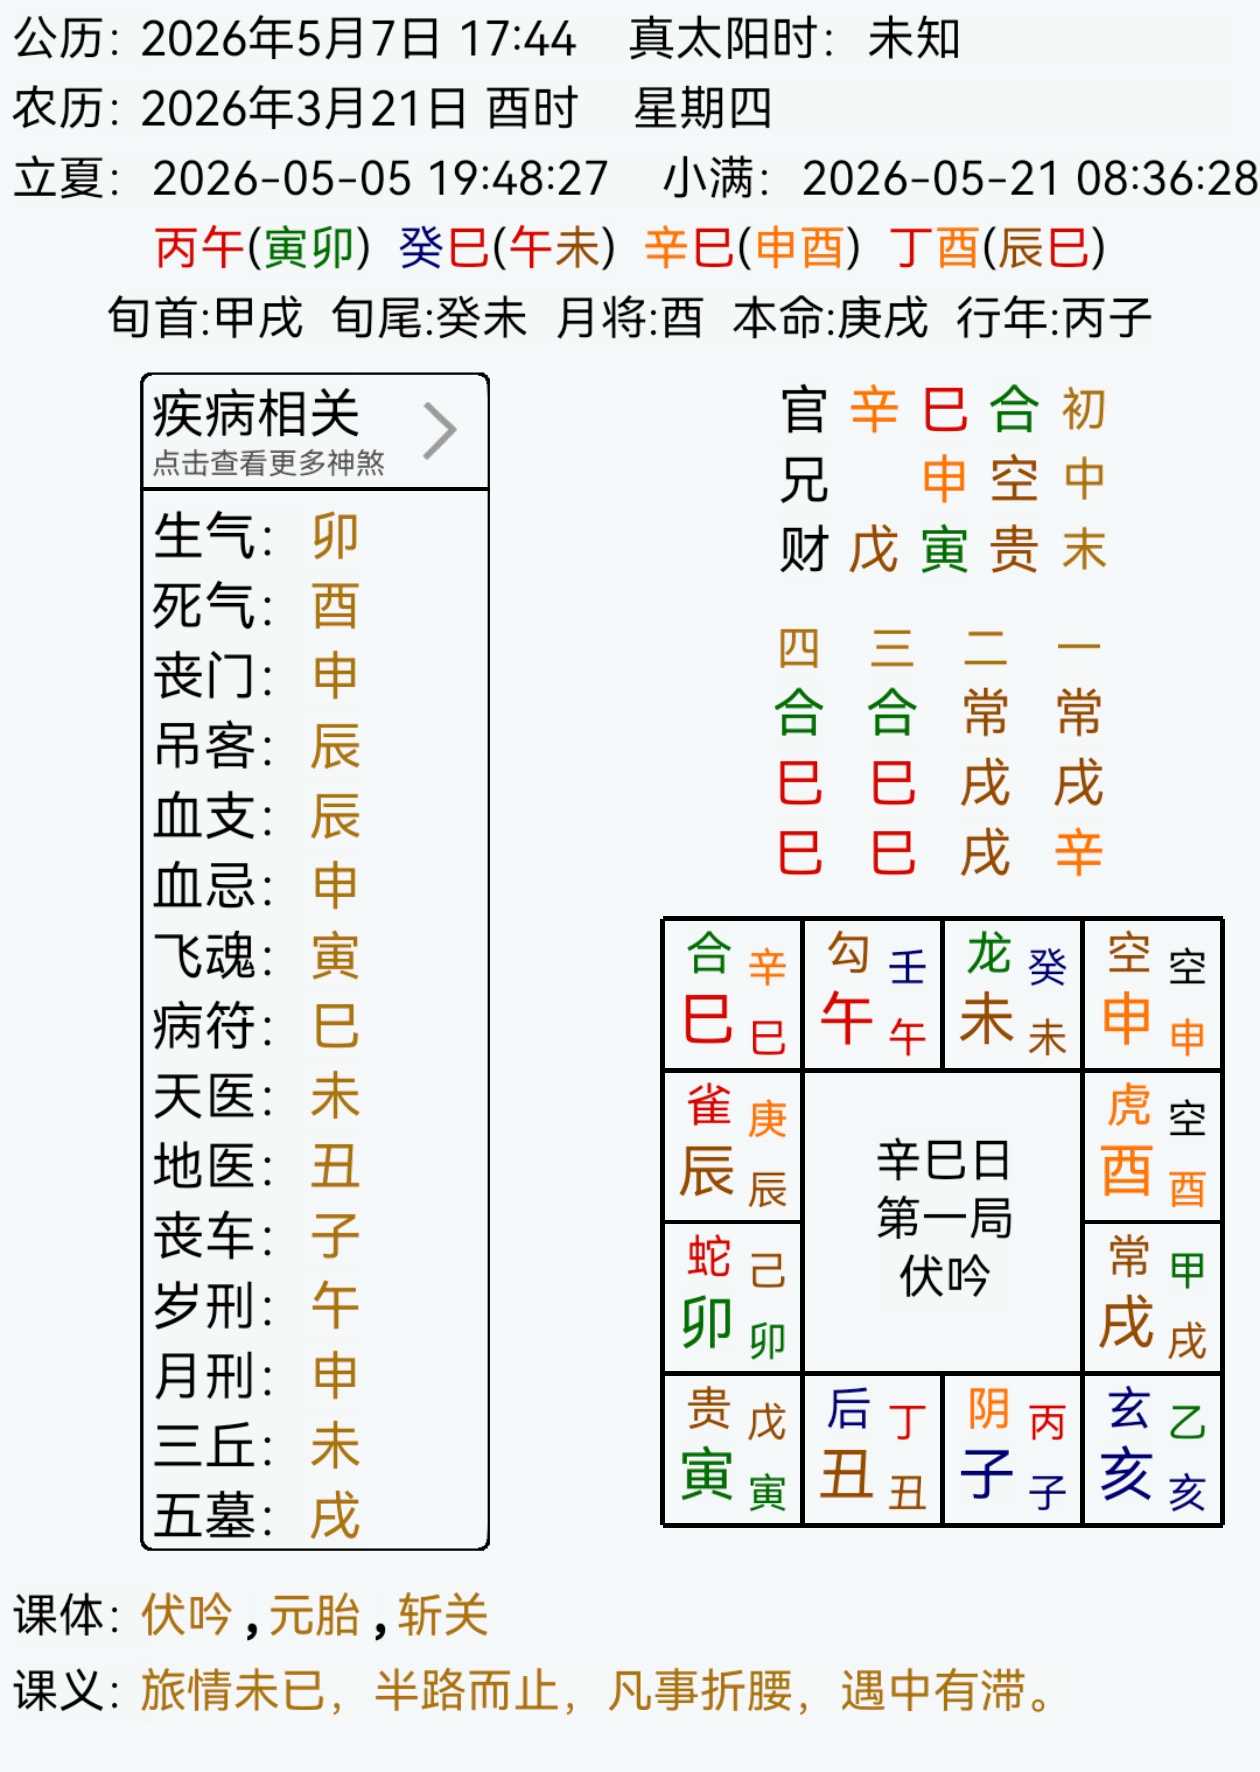 公历：2026年5月7日 17:44 真太阳时：未知
农历：2026年3月21日 酉时 星期四
立夏：2026-05-05 19:48:27 小满：2026-05-21 08:36:28
丙午(寅卯) 癸巳(午未) 辛巳(申酉) 丁酉(辰巳)
旬首:甲戌 旬尾:癸未 月将:酉 本命:庚戌 行年:丙子
疾病相关
点击查看更多神煞
生气：卯
死气：酉
丧门：申
吊客：辰
血支：辰
血忌：申
飞魂：寅
病符：巳
天医：未
地医：丑
丧车：子
岁刑：午
月刑：申
三丘：未
五墓：戌
官 辛 巳 合 初
兄 申 空 中
财 戊 寅 贵 末
四 三 二 一
合 合 常 常
巳 巳 戌 戌
巳 巳 戌 辛
合 辛 勾 壬 龙 癸 空 空
巳 巳 午 午 未 未 申 申
雀 庚 虎 空
辰 辰 酉 酉
辛巳日
第一局
伏吟
蛇 己 常 甲
卯 卯 戌 戌
贵 戊 后 丁 阴 丙 玄 乙
寅 寅 丑 丑 子 子 亥 亥
课体：伏吟,元胎,斩关
课义：旅情未已，半路而止，凡事折腰，遇中有滞。